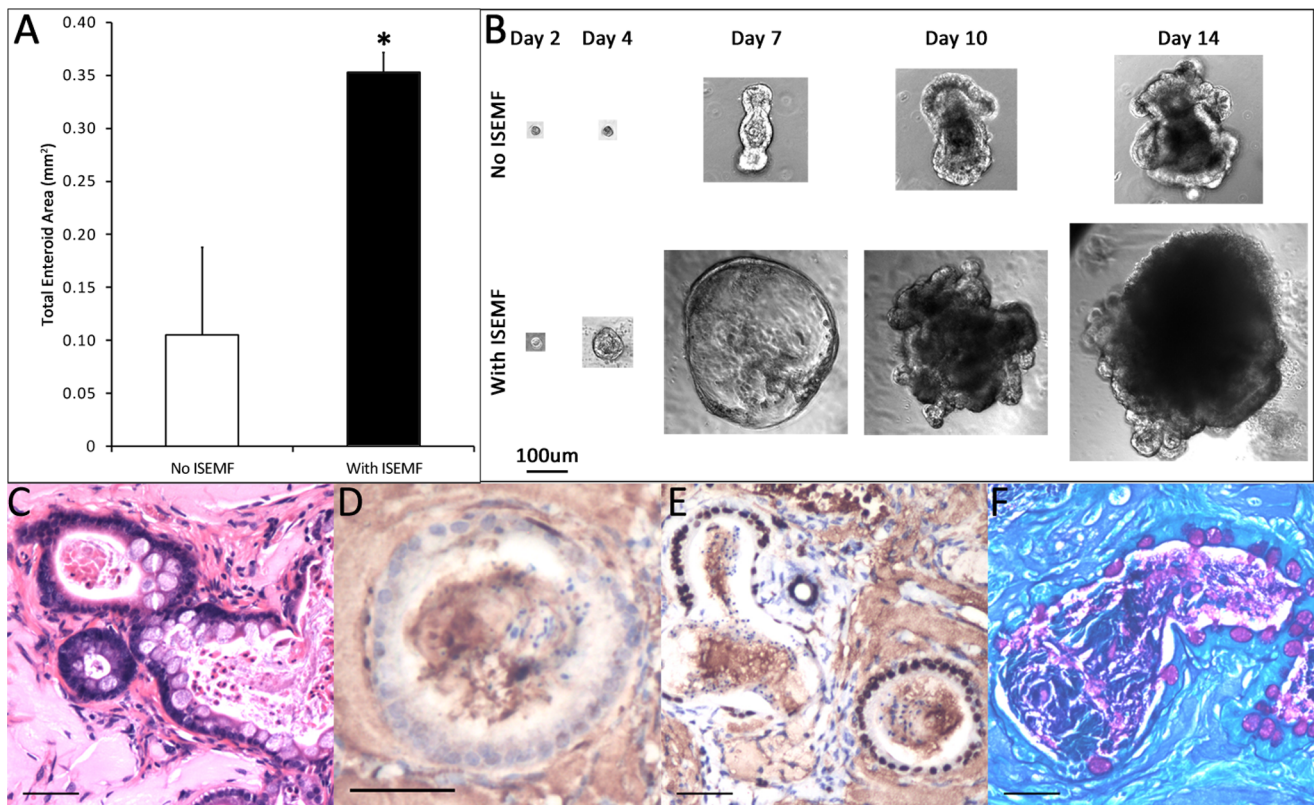 A
Total Enteroid Area (mm²)
0.40
0.35
0.30
0.25
0.20
0.15
0.10
0.05
0
*
No ISEMF
With ISEMF
B
Day 2
Day 4
Day 7
Day 10
Day 14
No ISEMF
With ISEMF
100um
C
D
E
F